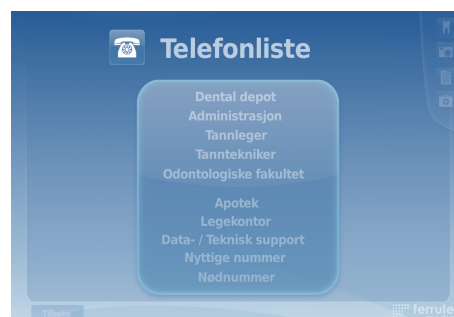 Telefonliste
Dental depot
Administrasjon
Tannleger
Tanntekniker
Odontologiske fakultet
Apotek
Legekontor
Data- / Teknisk support
Nyttige nummer
Nødnummer
Tilbake
ferrule